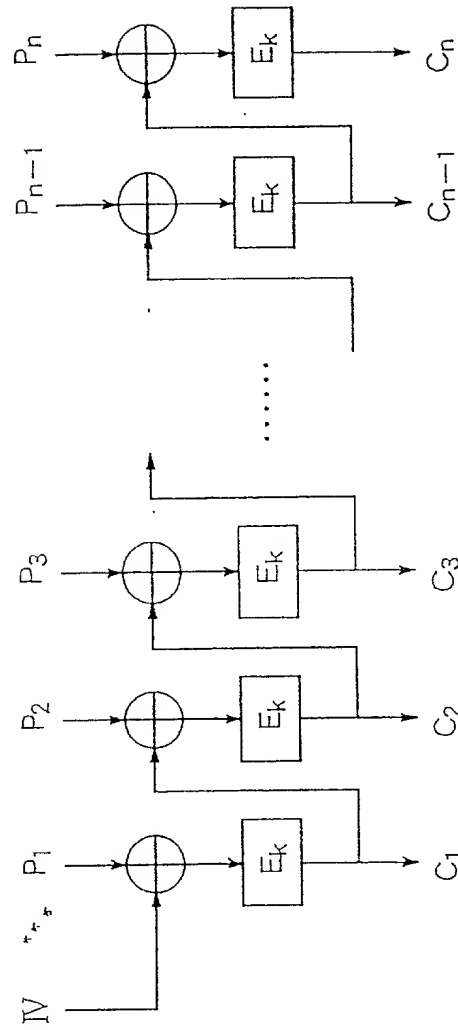 IV P₁ P₂ P₃ Pₙ₋₁ Pₙ
Eₖ Eₖ Eₖ ...... Eₖ Eₖ
C₁ C₂ C₃ Cₙ₋₁ Cₙ